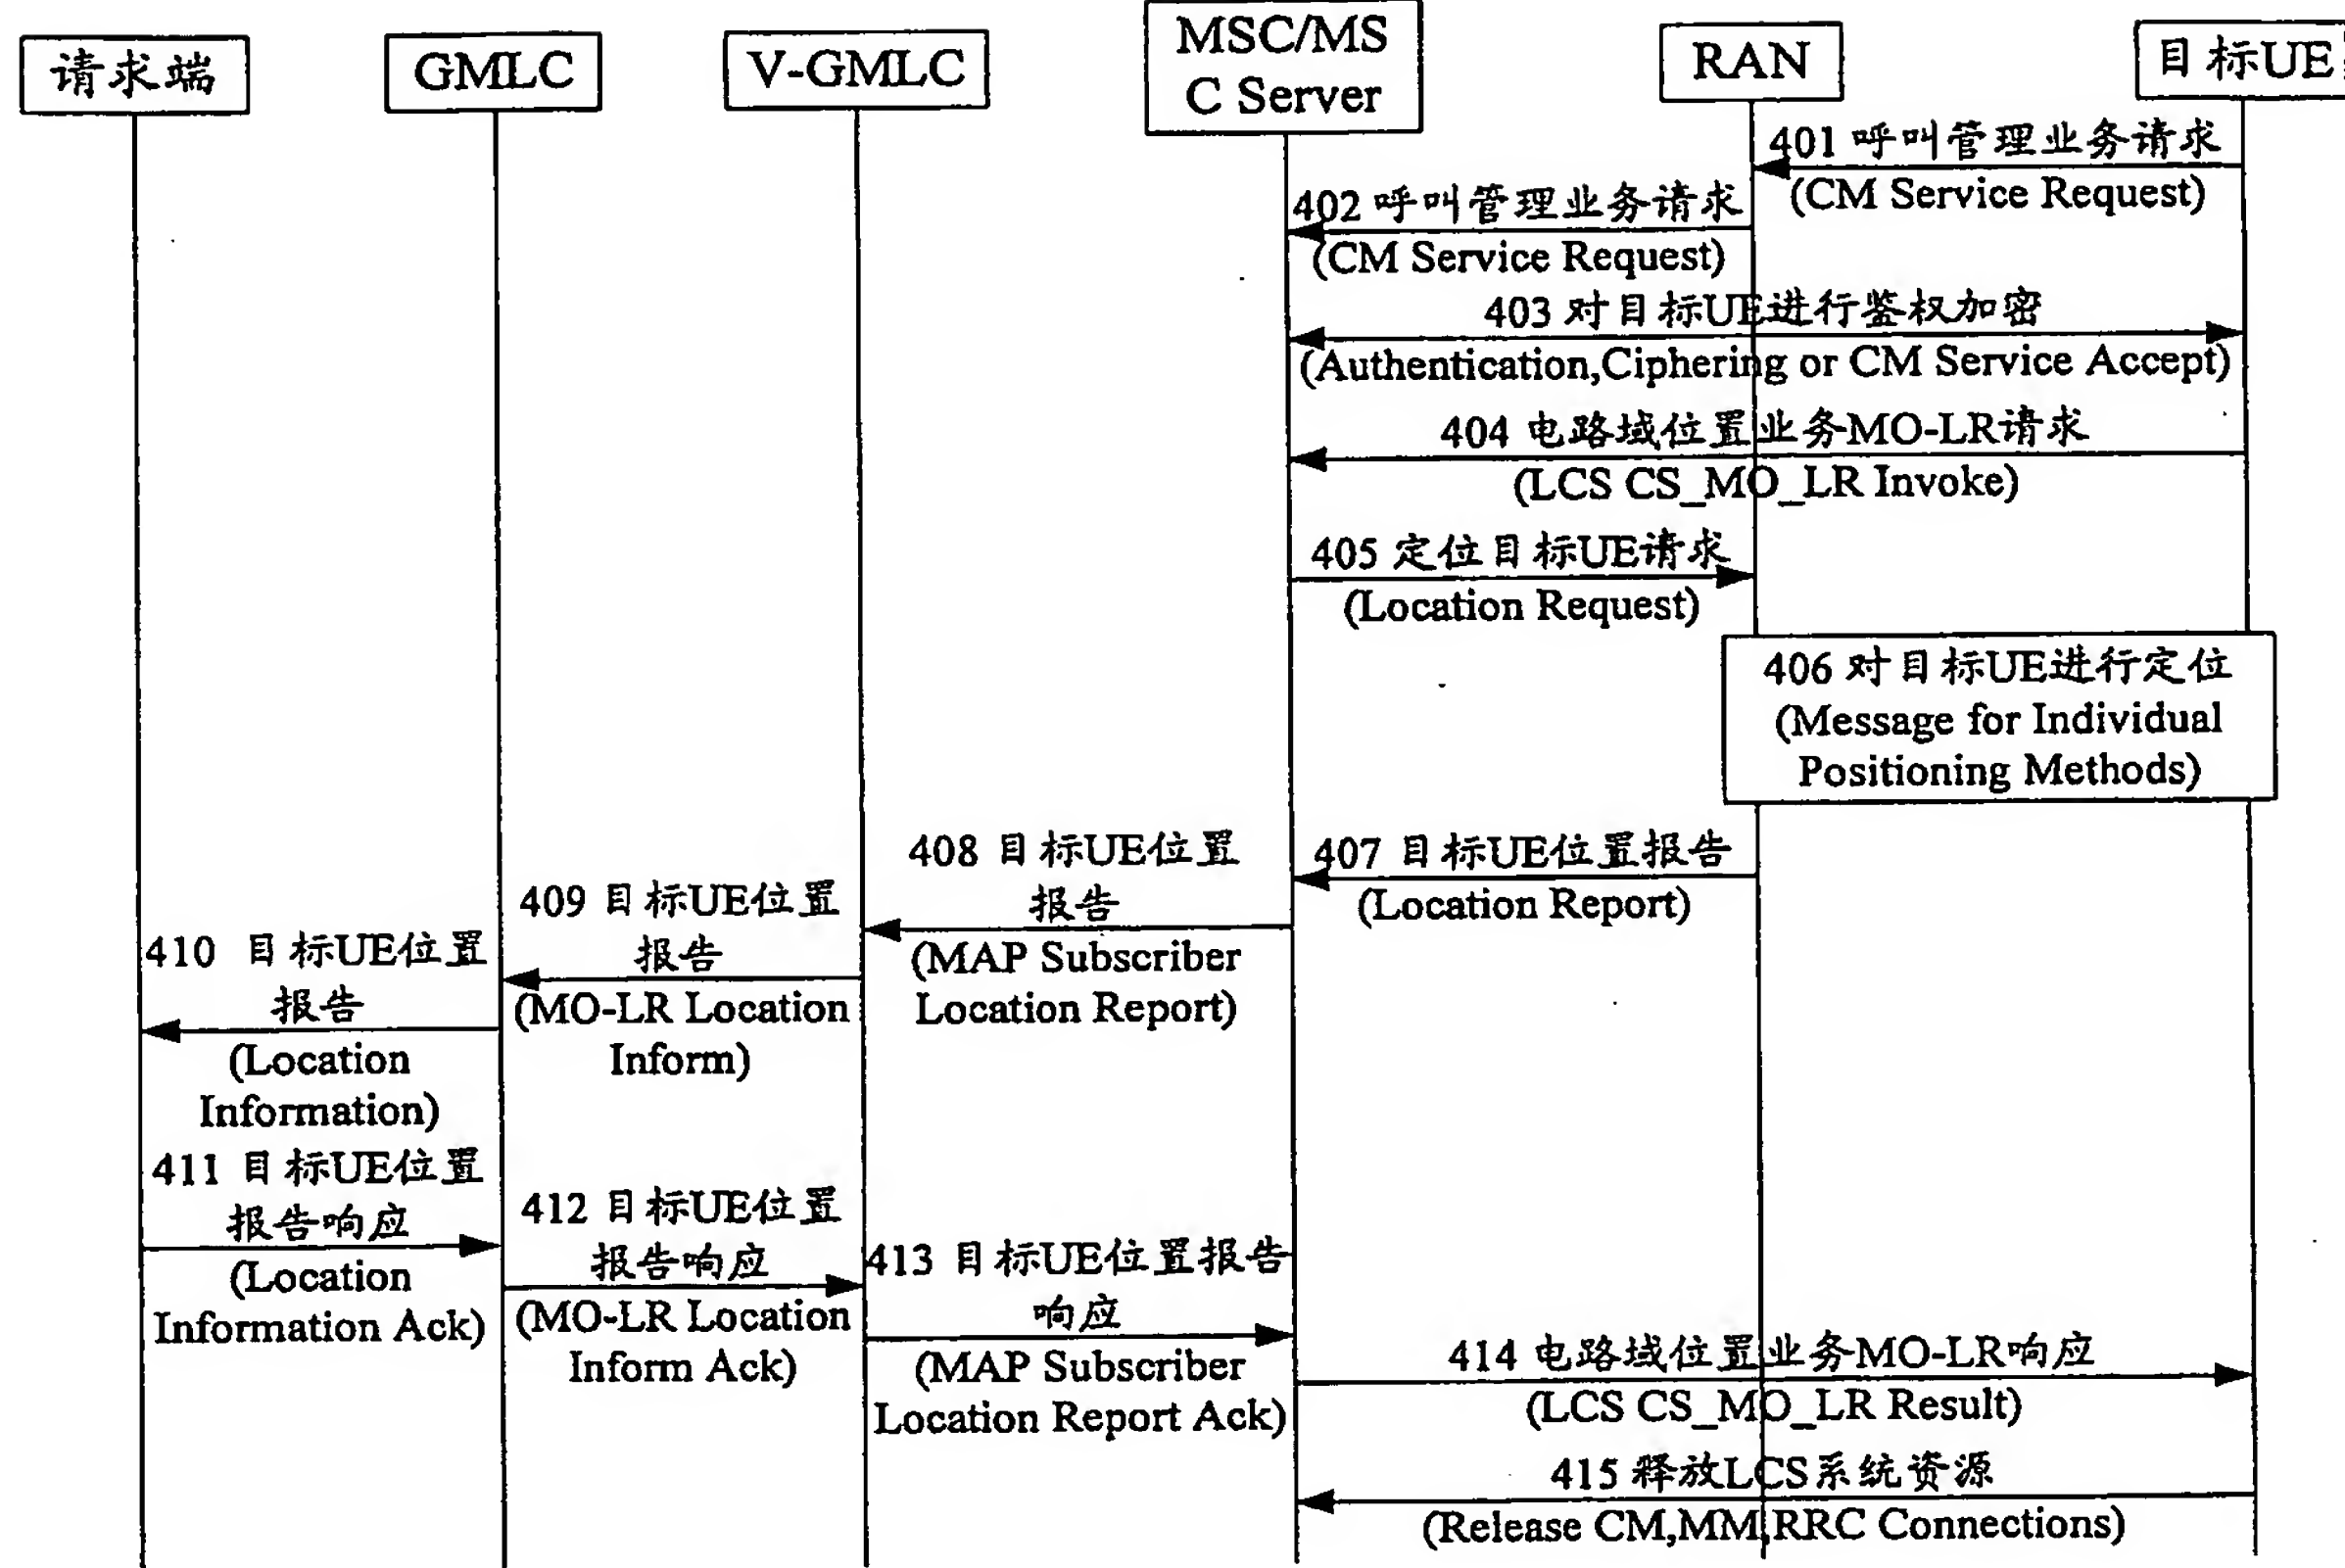 请求端
GMLC
V-GMLC
MSC/MS
C Server
RAN
目标UE
401 呼叫管理业务请求
(CM Service Request)
402 呼叫管理业务请求
(CM Service Request)
403 对目标UE进行鉴权加密
(Authentication,Ciphering or CM Service Accept)
404 电路域位置业务MO-LR请求
(LCS CS_MO_LR Invoke)
405 定位目标UE请求
(Location Request)
406 对目标UE进行定位
(Message for Individual
Positioning Methods)
407 目标UE位置报告
(Location Report)
408 目标UE位置
报告
(MAP Subscriber
Location Report)
409 目标UE位置
报告
(MO-LR Location
Inform)
410 目标UE位置
报告
(Location
Information)
411 目标UE位置
报告响应
(Location
Information Ack)
412 目标UE位置
报告响应
(MO-LR Location
Inform Ack)
413 目标UE位置报告
响应
(MAP Subscriber
Location Report Ack)
414 电路域位置业务MO-LR响应
(LCS CS_MO_LR Result)
415 释放LCS系统资源
(Release CM,MM,RRC Connections)